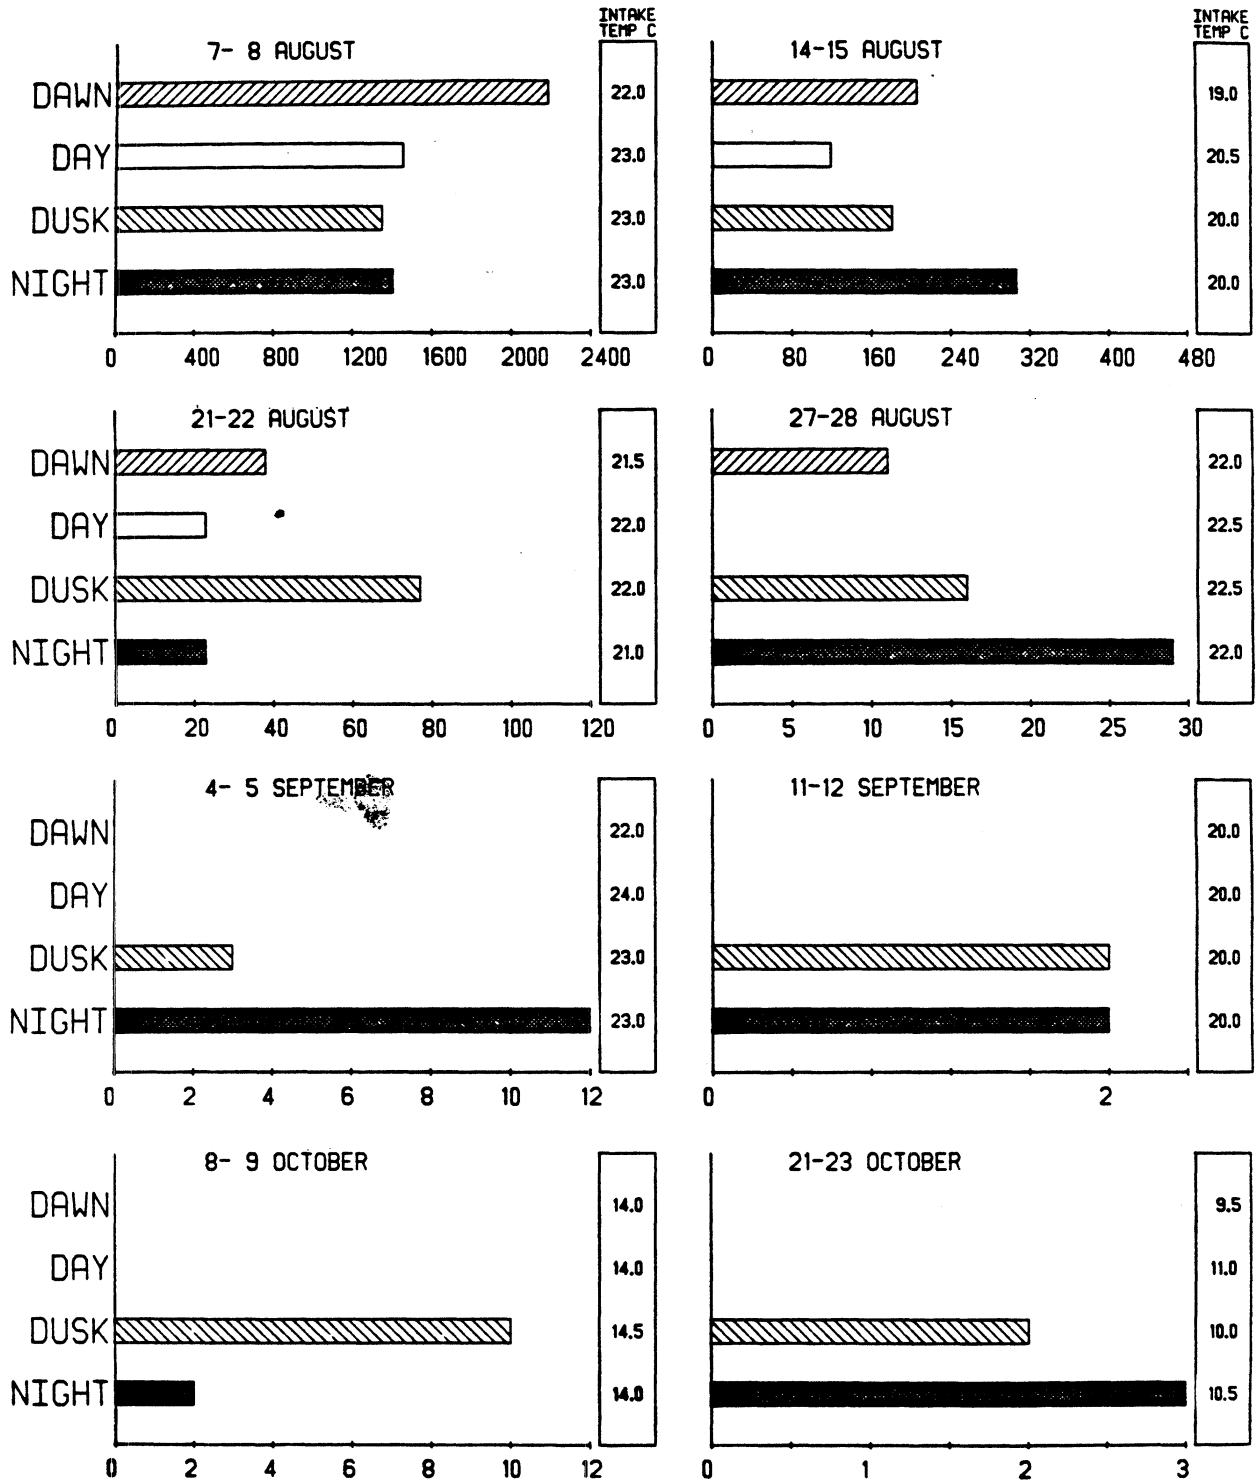 INTAKE
TEMP C
7- 8 AUGUST
DAWN 22.0
DAY 23.0
DUSK 23.0
NIGHT 23.0
0 400 800 1200 1600 2000 2400
INTAKE
TEMP C
14-15 AUGUST
19.0
20.5
20.0
20.0
0 80 160 240 320 400 480
21-22 AUGUST
DAWN 21.5
DAY 22.0
DUSK 22.0
NIGHT 21.0
0 20 40 60 80 100 120
27-28 AUGUST
22.0
22.5
22.5
22.0
0 5 10 15 20 25 30
4- 5 SEPTEMBER
DAWN 22.0
DAY 24.0
DUSK 23.0
NIGHT 23.0
0 2 4 6 8 10 12
11-12 SEPTEMBER
20.0
20.0
20.0
20.0
0 1 2
8- 9 OCTOBER
DAWN 14.0
DAY 14.0
DUSK 14.5
NIGHT 14.0
0 2 4 6 8 10 12
21-23 OCTOBER
9.5
11.0
10.0
10.5
0 1 2 3